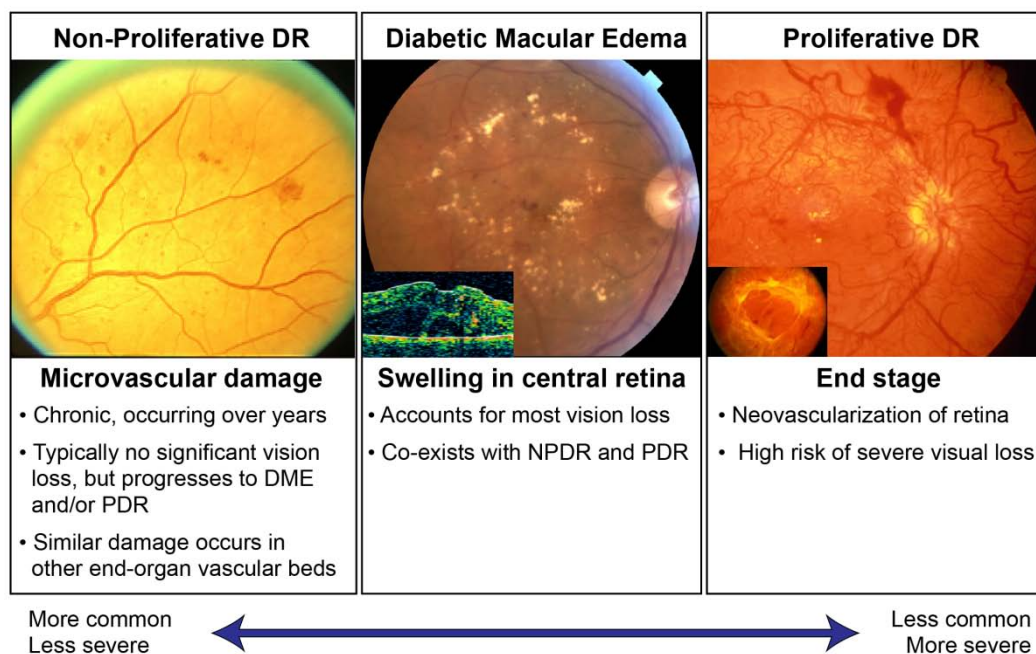 Non-Proliferative DR
Diabetic Macular Edema
Proliferative DR
Microvascular damage
• Chronic, occurring over years
• Typically no significant vision
loss, but progresses to DME
and/or PDR
• Similar damage occurs in
other end-organ vascular beds
Swelling in central retina
• Accounts for most vision loss
• Co-exists with NPDR and PDR
End stage
• Neovascularization of retina
• High risk of severe visual loss
More common
Less severe
Less common
More severe